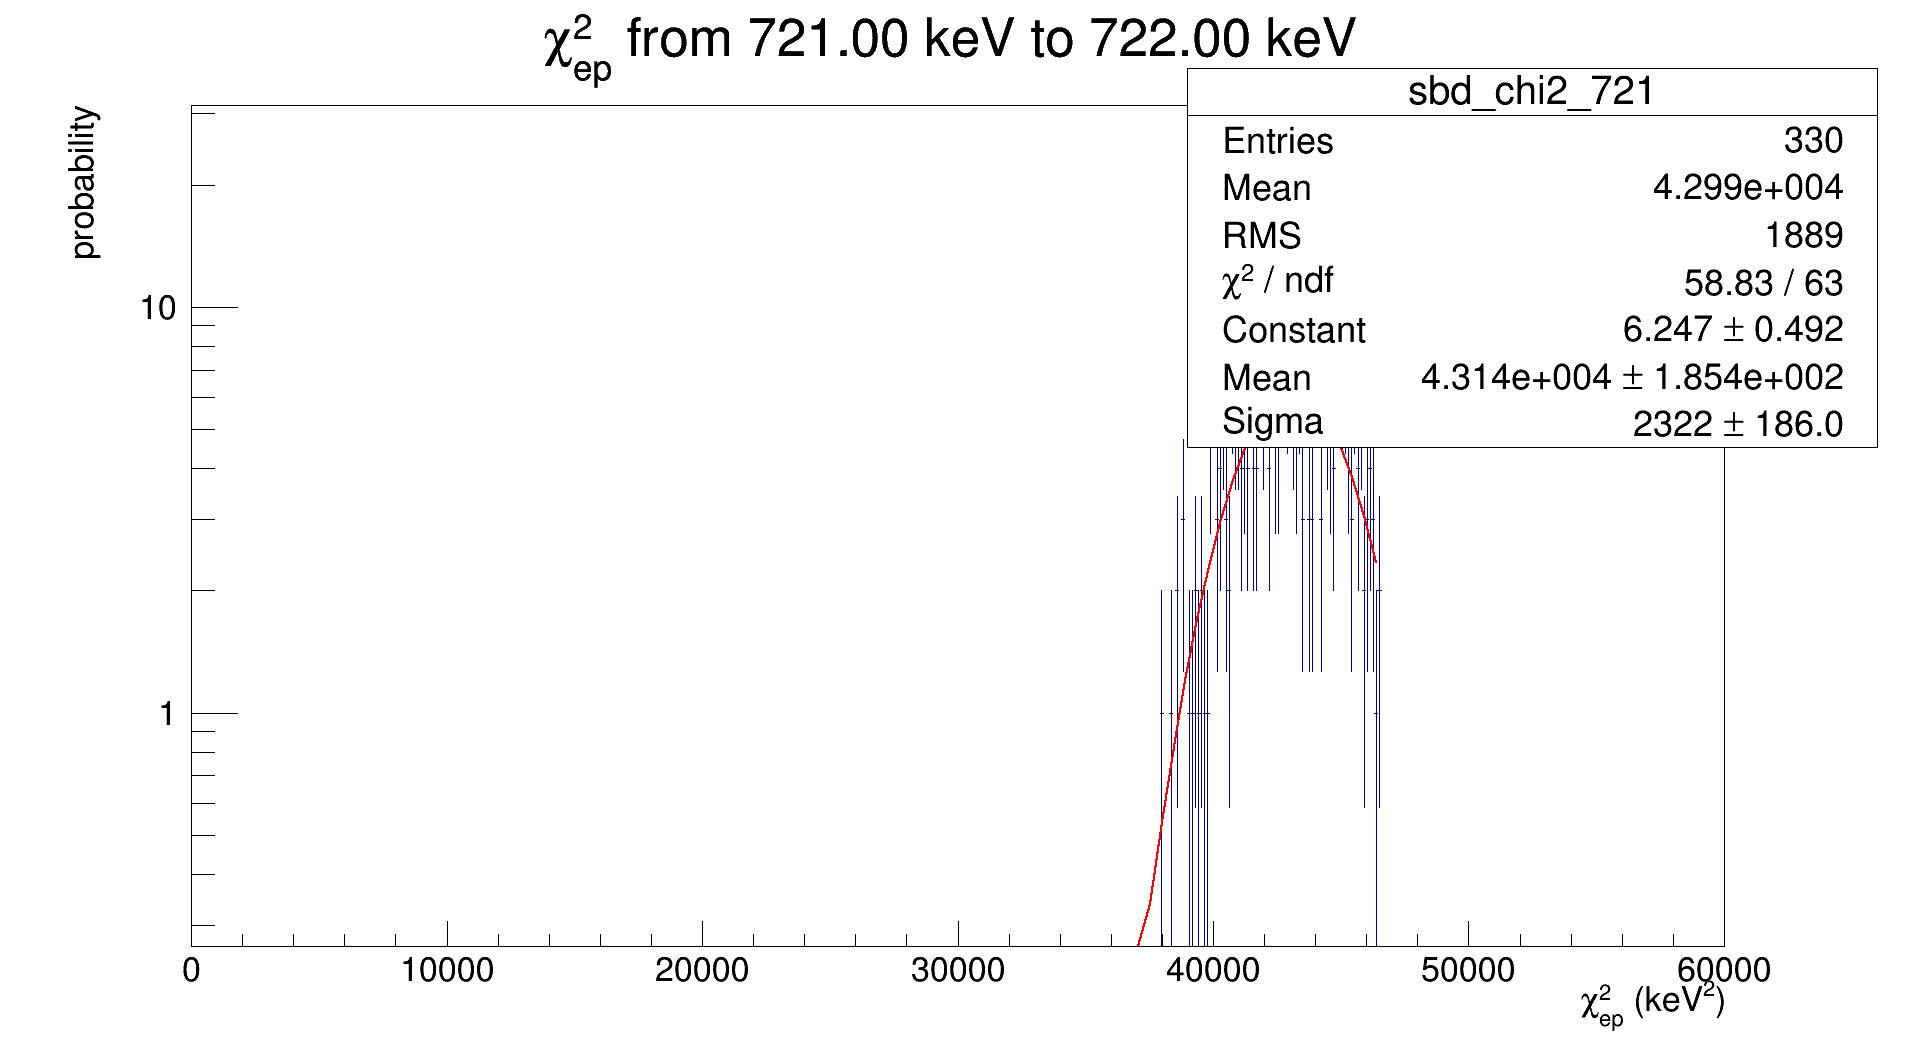 χ²ep from 721.00 keV to 722.00 keV
probability
sbd_chi2_721
Entries 330
Mean 4.299e+004
RMS 1889
χ² / ndf 58.83 / 63
Constant 6.247 ± 0.492
Mean 4.314e+004 ± 1.854e+002
Sigma 2322 ± 186.0
10
1
0 10000 20000 30000 40000 50000 60000
χ²ep (keV²)